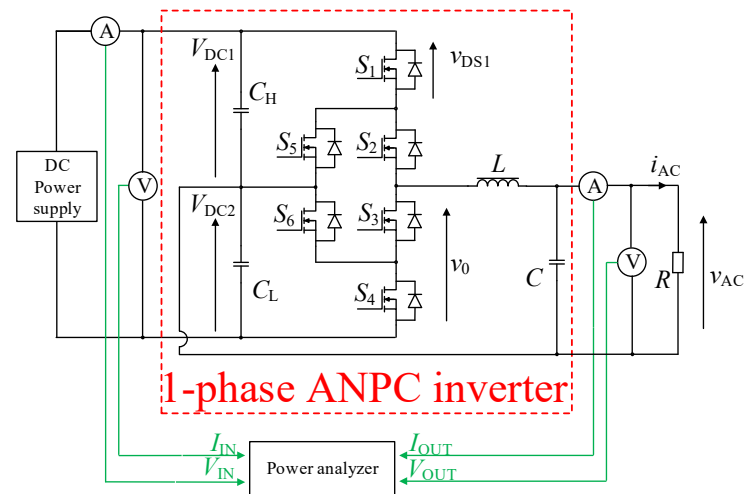 A
V
DC
Power
supply
V_DC1
C_H
S_1
v_DS1
S_5
S_2
L
A
i_AC
V_DC2
S_6
S_3
C_L
S_4
v_0
C
V
R
v_AC
1-phase ANPC inverter
I_IN
V_IN
Power analyzer
I_OUT
V_OUT